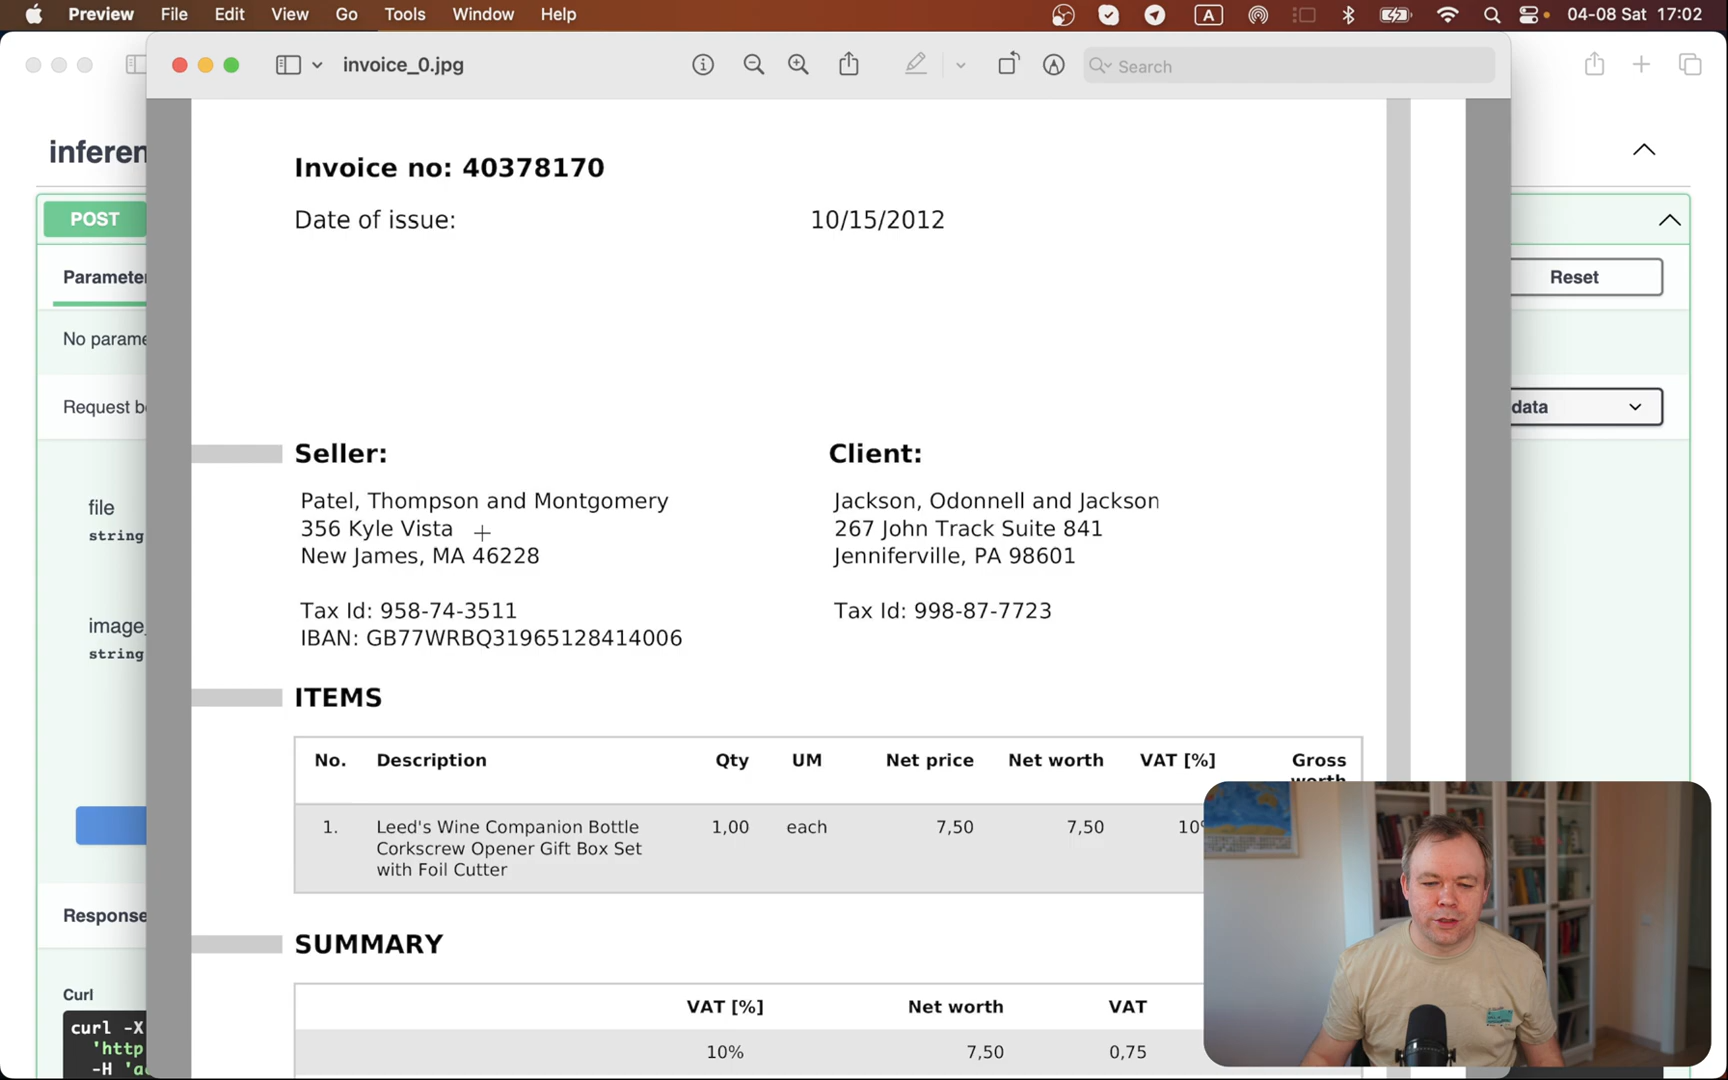 Preview File Edit View Go Tools Window Help A 04-08 Sat 17:02
invoice_0.jpg Search
inferen
POST
Parameter Reset
No parame
Request bo data
file
string
image_
string
Response
Curl
curl -X
'http
-H 'a
Invoice no: 40378170
Date of issue: 10/15/2012
Seller: Client:
Patel, Thompson and Montgomery Jackson, Odonnell and Jackson
356 Kyle Vista 267 John Track Suite 841
New James, MA 46228 Jenniferville, PA 98601
Tax Id: 958-74-3511 Tax Id: 998-87-7723
IBAN: GB77WRBQ31965128414006
ITEMS
No. Description Qty UM Net price Net worth VAT [%] Gross
worth
1. Leed's Wine Companion Bottle 1,00 each 7,50 7,50 10%
Corkscrew Opener Gift Box Set
with Foil Cutter
SUMMARY
VAT [%] Net worth VAT
10% 7,50 0,75